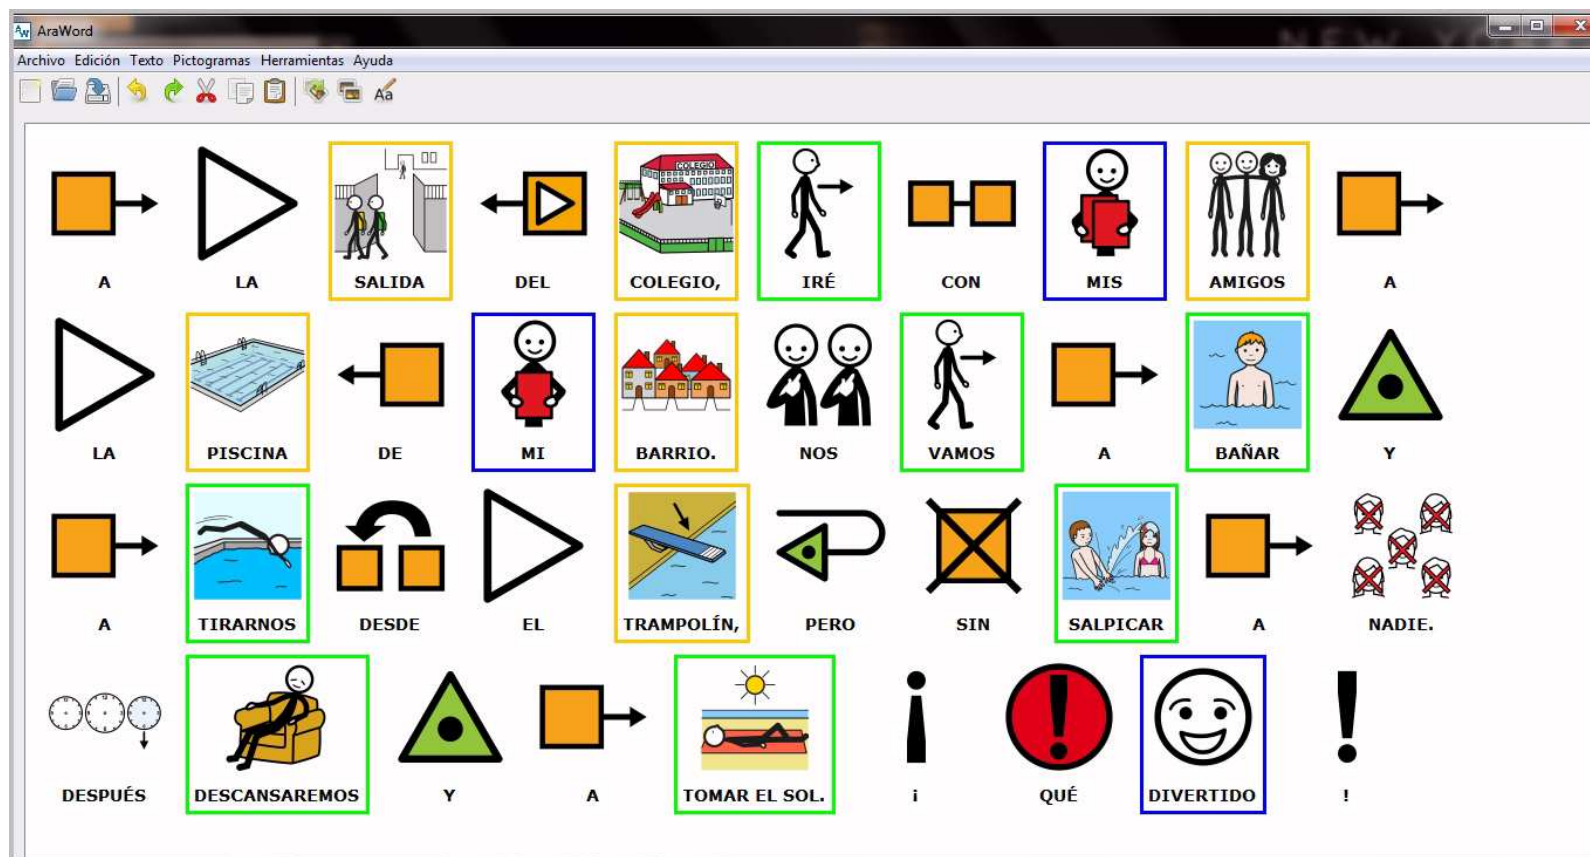 AraWord
NEW YO
Archivo Edición Texto Pictogramas Herramientas Ayuda
A LA SALIDA DEL COLEGIO, IRÉ CON MIS AMIGOS A
LA PISCINA DE MI BARRIO. NOS VAMOS A BAÑAR Y
A TIRARNOS DESDE EL TRAMPOLÍN, PERO SIN SALPICAR A NADIE.
DESPUÉS DESCANSAREMOS Y A TOMAR EL SOL. ¡ QUÉ DIVERTIDO !